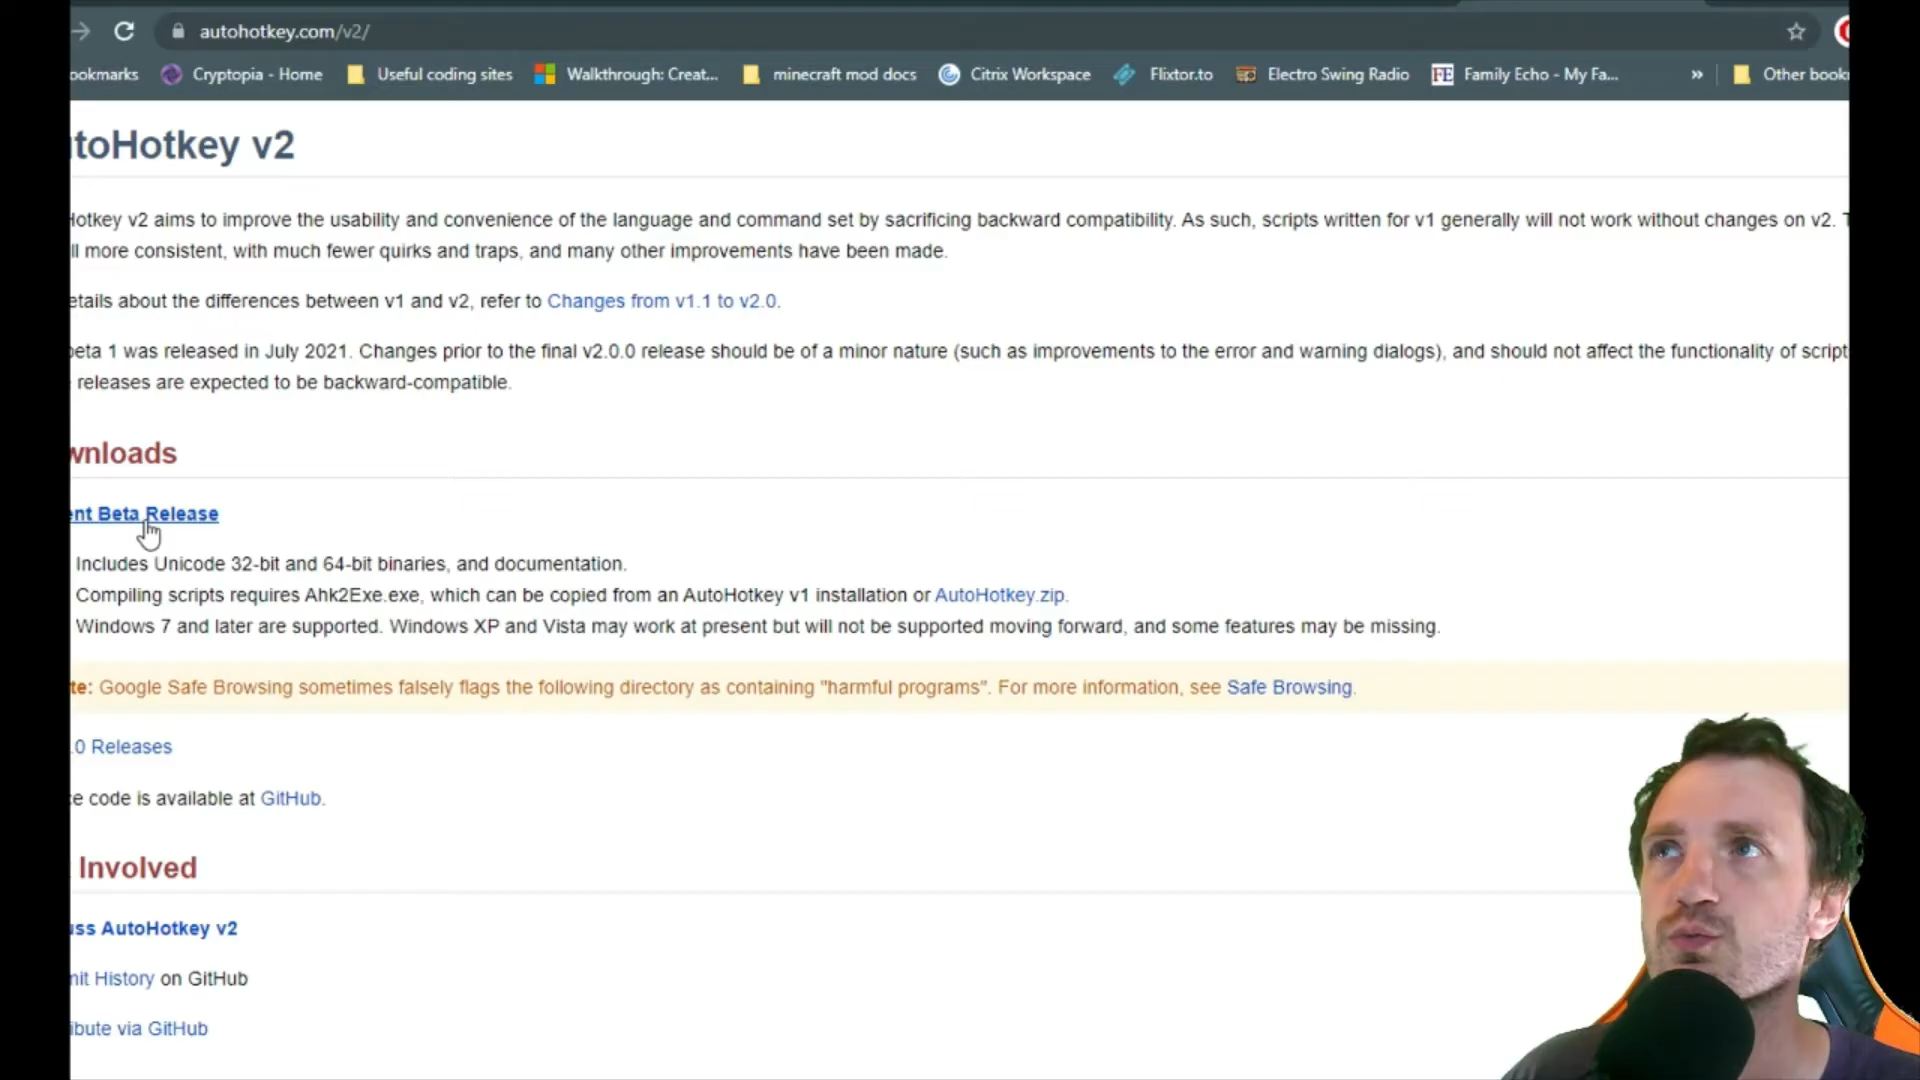 autohotkey.com/v2/
ookmarks Cryptopia - Home Useful coding sites Walkthrough: Creat... minecraft mod docs Citrix Workspace Flixtor.to Electro Swing Radio FE Family Echo - My Fa... » Other book
toHotkey v2
Hotkey v2 aims to improve the usability and convenience of the language and command set by sacrificing backward compatibility. As such, scripts written for v1 generally will not work without changes on v2. T
ll more consistent, with much fewer quirks and traps, and many other improvements have been made.
etails about the differences between v1 and v2, refer to Changes from v1.1 to v2.0.
beta 1 was released in July 2021. Changes prior to the final v2.0.0 release should be of a minor nature (such as improvements to the error and warning dialogs), and should not affect the functionality of script
releases are expected to be backward-compatible.
wnloads
ent Beta Release
Includes Unicode 32-bit and 64-bit binaries, and documentation.
Compiling scripts requires Ahk2Exe.exe, which can be copied from an AutoHotkey v1 installation or AutoHotkey.zip.
Windows 7 and later are supported. Windows XP and Vista may work at present but will not be supported moving forward, and some features may be missing.
te: Google Safe Browsing sometimes falsely flags the following directory as containing "harmful programs". For more information, see Safe Browsing.
.0 Releases
ce code is available at GitHub.
Involved
uss AutoHotkey v2
mit History on GitHub
ibute via GitHub